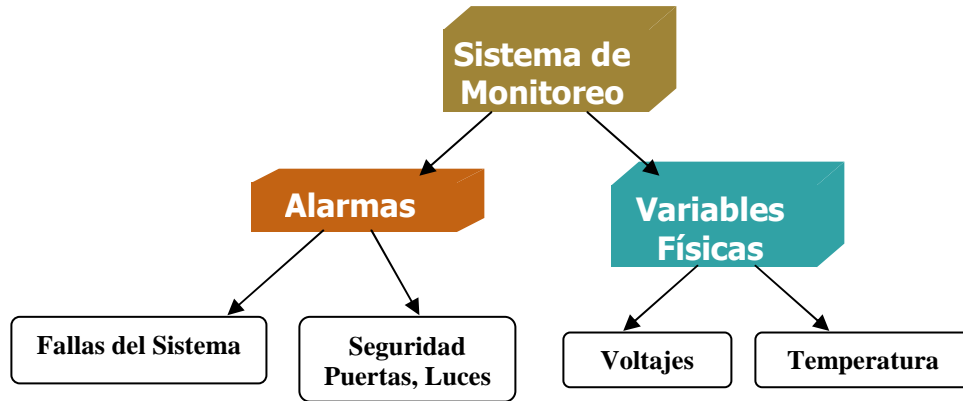 Sistema de
Monitoreo
Alarmas
Variables
Físicas
Fallas del Sistema
Seguridad
Puertas, Luces
Voltajes
Temperatura